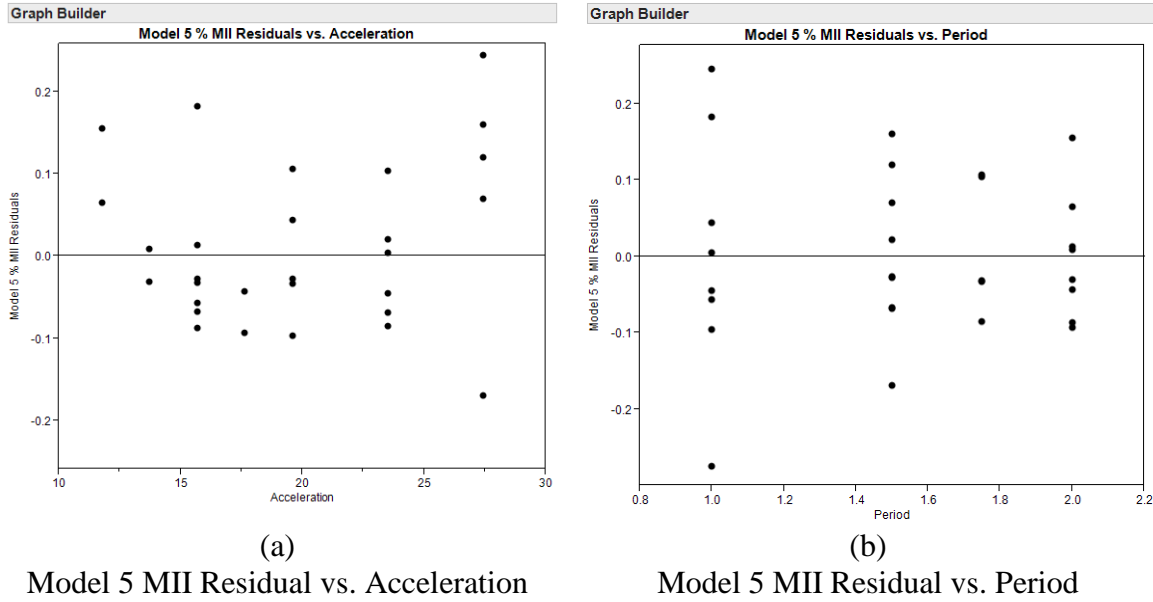 Graph Builder
Model 5 % MII Residuals vs. Acceleration
Model 5 % MII Residuals
0.2
0.1
0.0
-0.1
-0.2
10
15
20
25
30
Acceleration
(a)
Model 5 MII Residual vs. Acceleration
Graph Builder
Model 5 % MII Residuals vs. Period
Model 5 % MII Residuals
0.2
0.1
0.0
-0.1
-0.2
0.8
1.0
1.2
1.4
1.6
1.8
2.0
2.2
Period
(b)
Model 5 MII Residual vs. Period